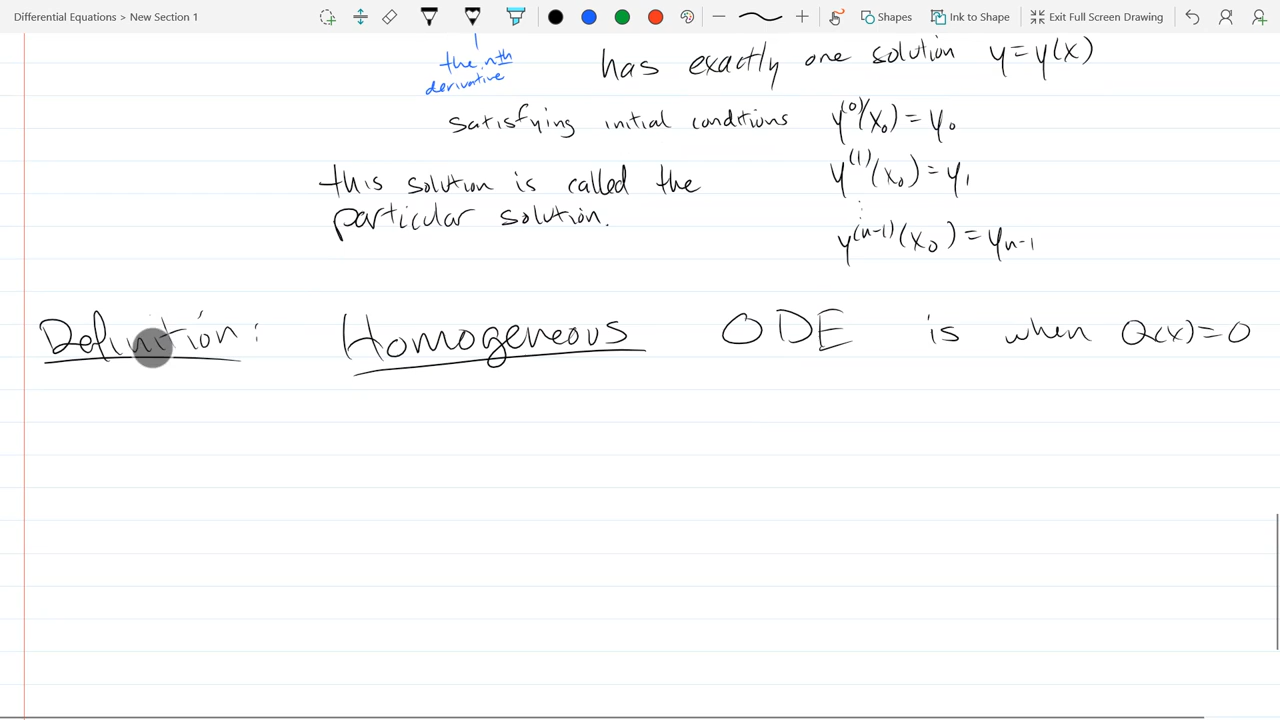 Differential Equations > New Section 1
Shapes
Ink to Shape
Exit Full Screen Drawing
the nth
derivative
has exactly one solution y=y(x)
satisfying initial conditions y^(0)(x₀) = y₀
this solution is called the y^(1)(x₀) = y₁
particular solution.
⋮
y^(n-1)(x₀) = yₙ₋₁
Definition: Homogeneous ODE is when Q(x)=0